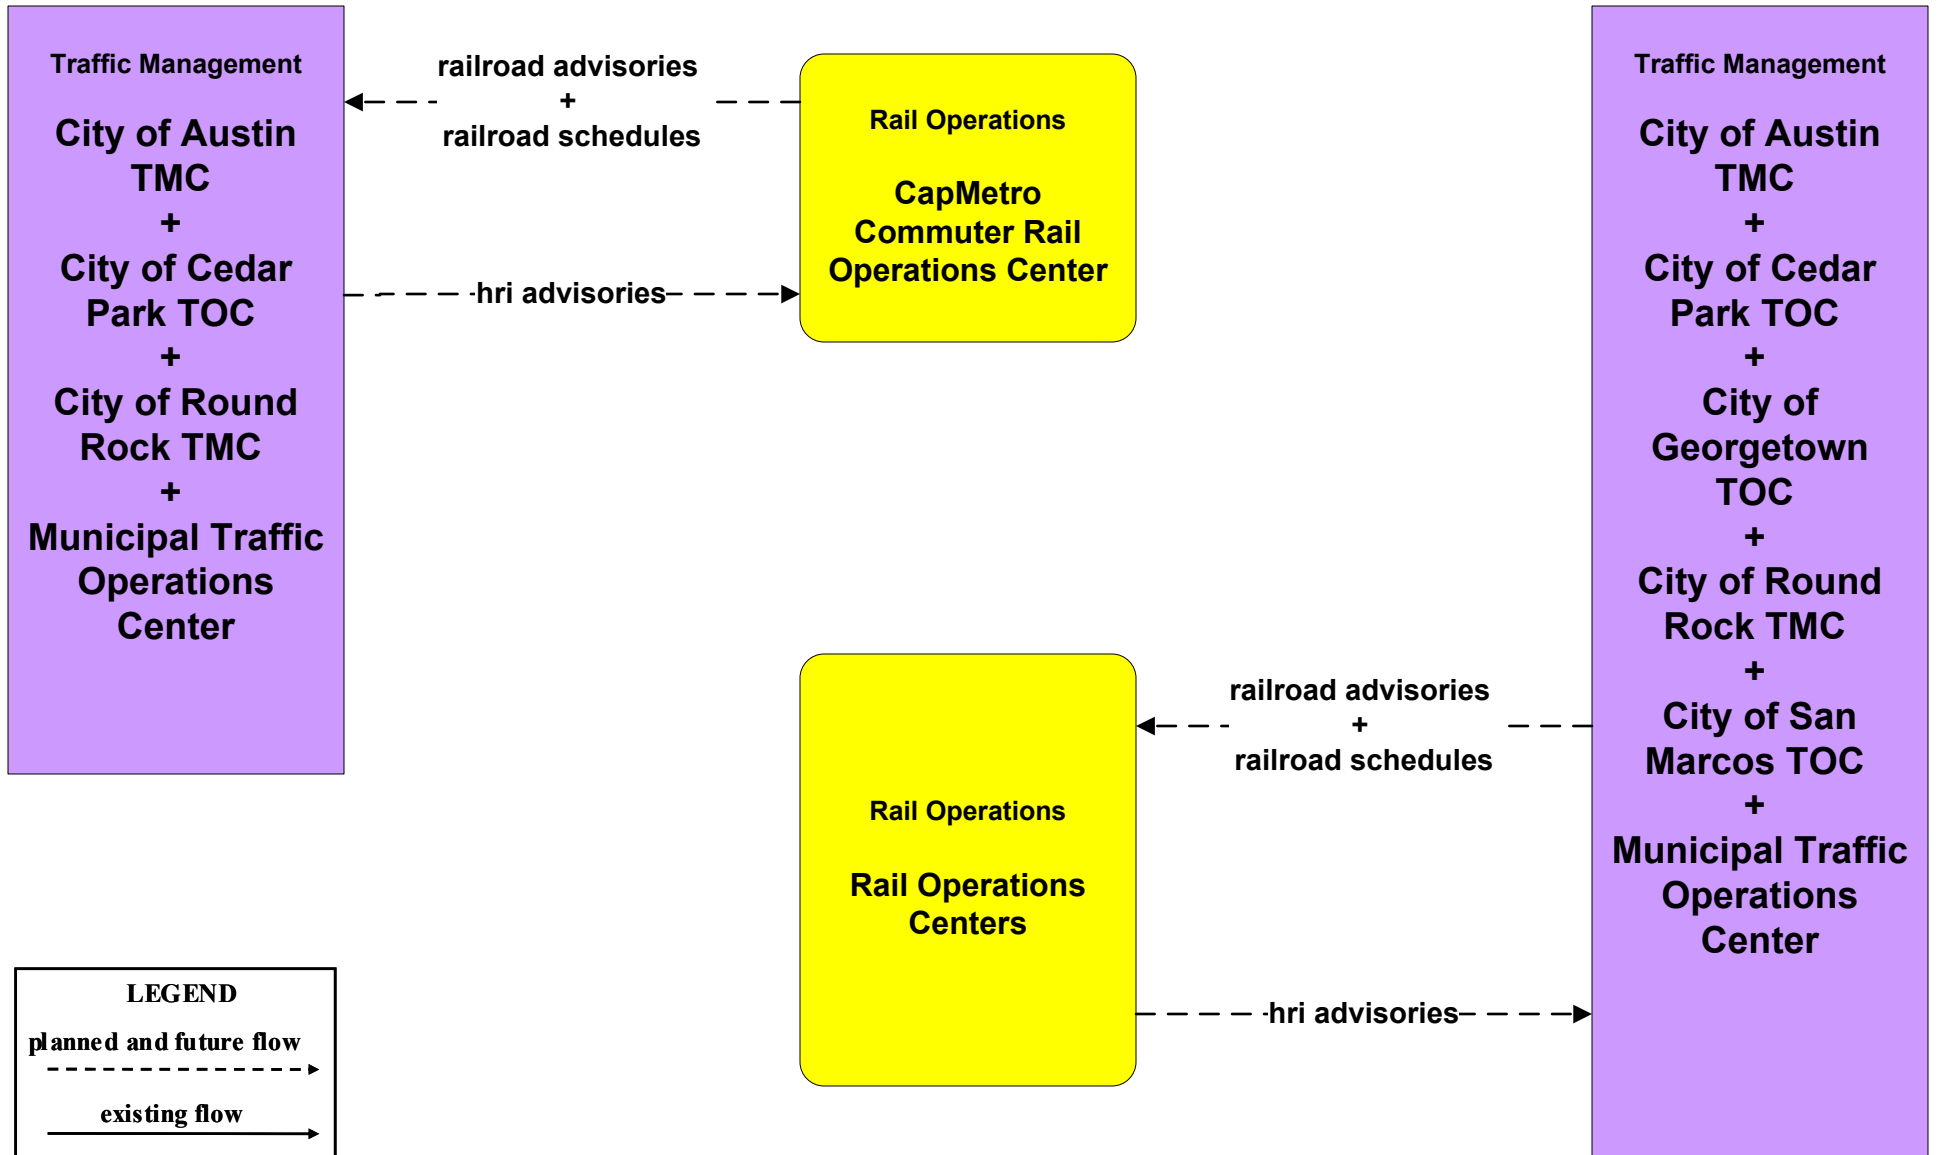 Traffic Management
City of Austin
TMC
+
City of Cedar
Park TOC
+
City of Round
Rock TMC
+
Municipal Traffic
Operations
Center
railroad advisories
+
railroad schedules
hri advisories
Rail Operations
CapMetro
Commuter Rail
Operations Center
Rail Operations
Rail Operations
Centers
railroad advisories
+
railroad schedules
hri advisories
Traffic Management
City of Austin
TMC
+
City of Cedar
Park TOC
+
City of
Georgetown
TOC
+
City of Round
Rock TMC
+
City of San
Marcos TOC
+
Municipal Traffic
Operations
Center
LEGEND
planned and future flow
existing flow